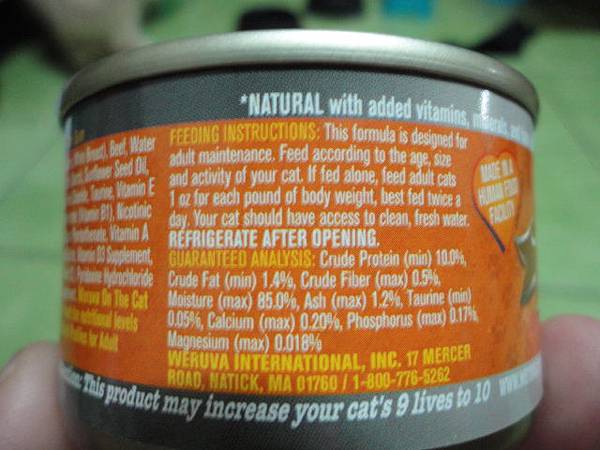 *NATURAL with added vitamins, minerals, and
Beef, Water
Sunflower Seed Oil,
Taurine, Vitamin E
Vitamin B1), Nicotinic
Vitamin A
Vitamin D3 Supplement,
Pyridoxine Hydrochloride
Weruva On The Cat
nutritional levels
for Adult
FEEDING INSTRUCTIONS: This formula is designed for
adult maintenance. Feed according to the age, size
and activity of your cat. If fed alone, feed adult cats
1 oz for each pound of body weight, best fed twice a
day. Your cat should have access to clean, fresh water.
REFRIGERATE AFTER OPENING.
GUARANTEED ANALYSIS: Crude Protein (min) 10.0%,
Crude Fat (min) 1.4%, Crude Fiber (max) 0.5%,
Moisture (max) 85.0%, Ash (max) 1.2%, Taurine (min)
0.05%, Calcium (max) 0.20%, Phosphorus (max) 0.17%
Magnesium (max) 0.018%
WERUVA INTERNATIONAL, INC. 17 MERCER
ROAD, NATICK, MA 01760 / 1-800-776-5262
MADE IN A
HUMAN FOOD
FACILITY
This product may increase your cat's 9 lives to 10